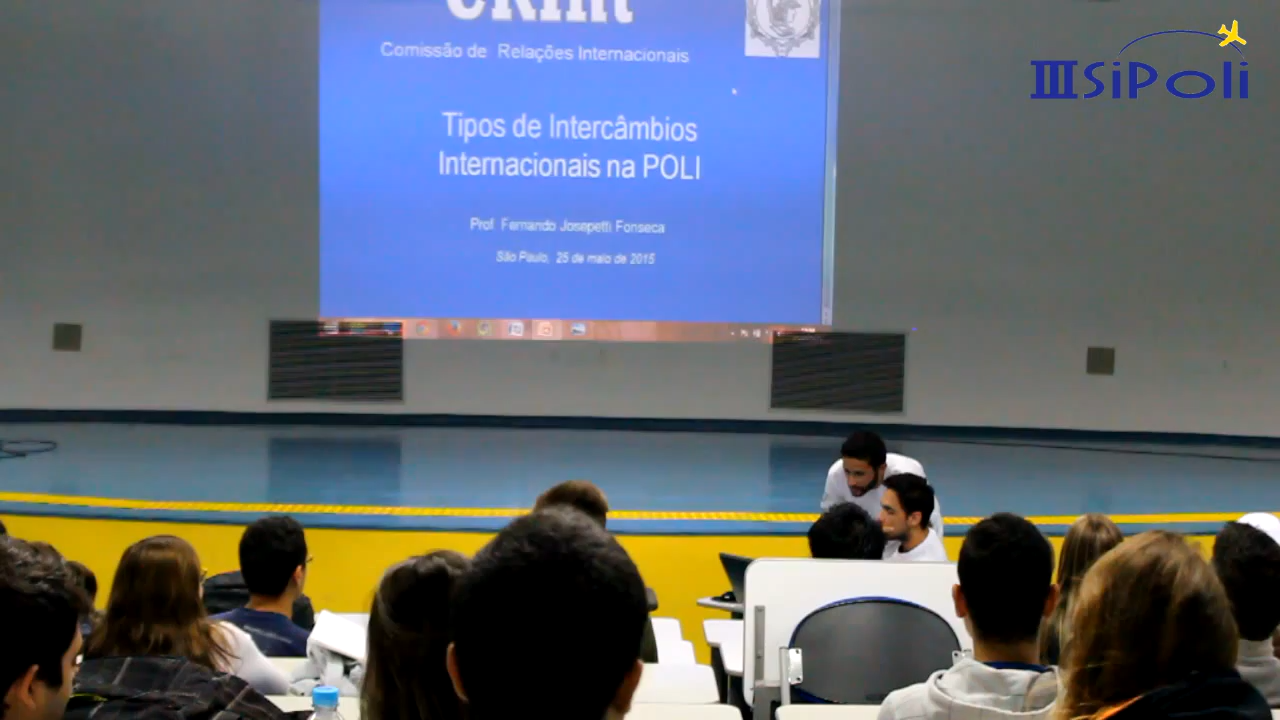 CRInt
Comissão de Relações Internacionais
Tipos de Intercâmbios
Internacionais na POLI
Prof. Fernando Josepetti Fonseca
São Paulo, 25 de maio de 2015
IIISiPoli